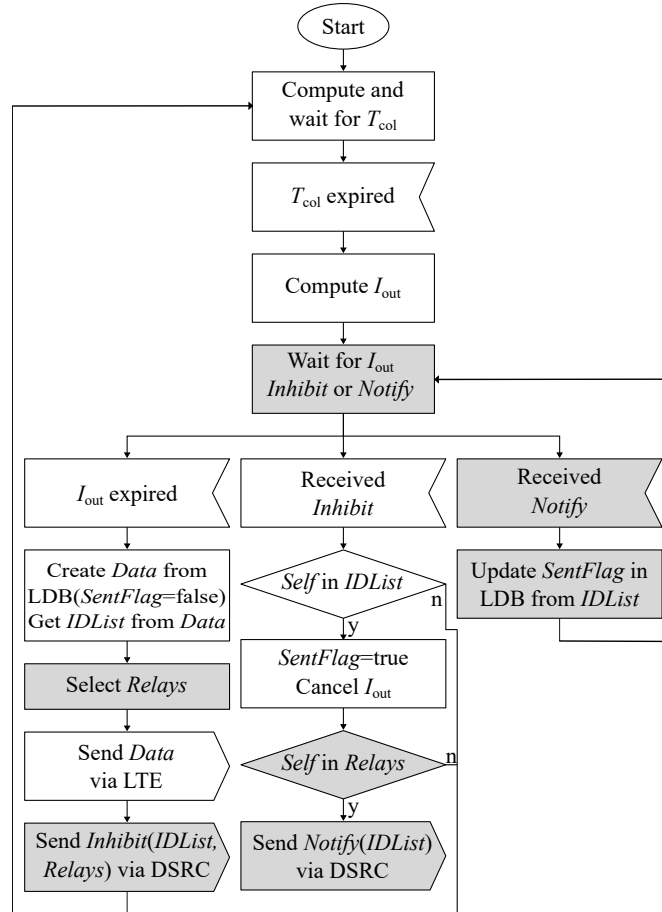 Start
Compute and
wait for Tcol
Tcol expired
Compute Iout
Wait for Iout
Inhibit or Notify
Iout expired
Received
Inhibit
Received
Notify
Create Data from
LDB(SentFlag=false)
Get IDList from Data
Self in IDList
n
y
Update SentFlag in
LDB from IDList
Select Relays
SentFlag=true
Cancel Iout
Send Data
via LTE
Self in Relays
n
y
Send Inhibit(IDList,
Relays) via DSRC
Send Notify(IDList)
via DSRC